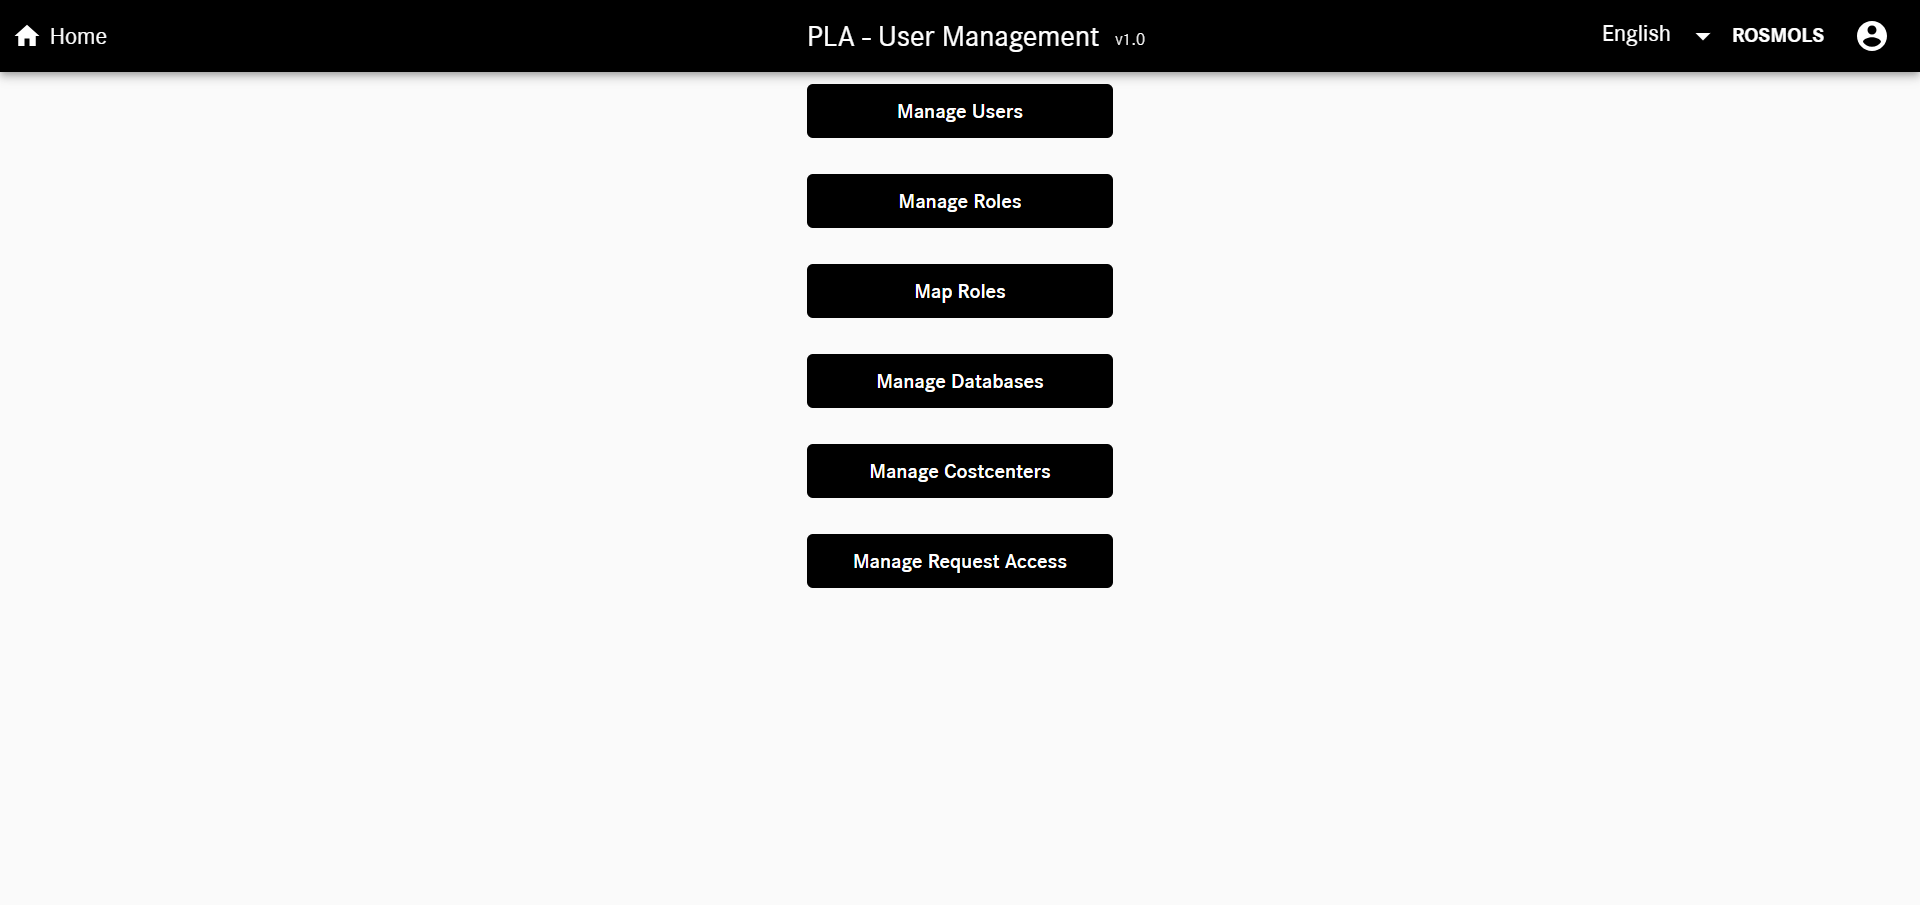 Home
PLA - User Management v1.0
English
ROSMOLS
Manage Users
Manage Roles
Map Roles
Manage Databases
Manage Costcenters
Manage Request Access